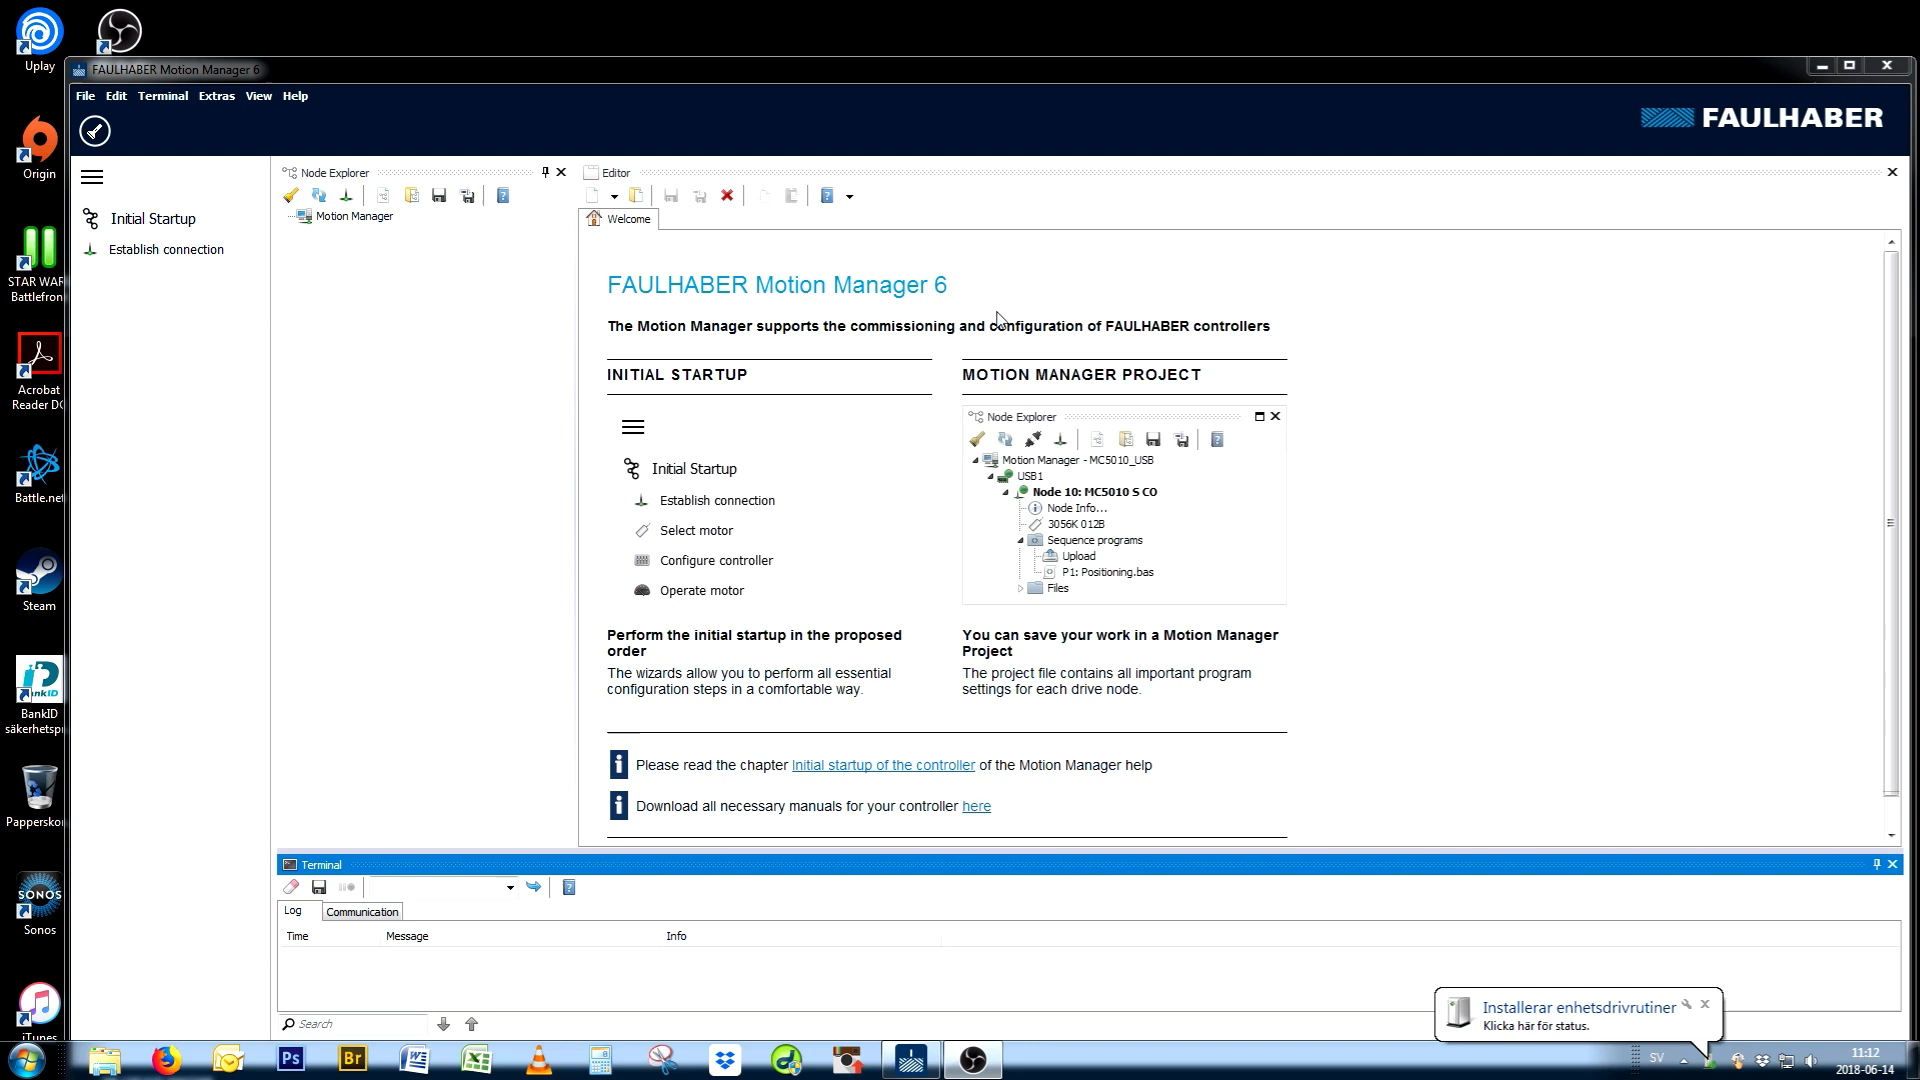 Uplay
FAULHABER Motion Manager 6
File Edit Terminal Extras View Help
FAULHABER
Origin
STAR WAR
Battlefron
Acrobat
Reader DC
Battle.net
Steam
BankID
säkerhetspr
Papperskor
SONOS
Sonos
iTunes
Initial Startup
Establish connection
Node Explorer
Motion Manager
Editor
Welcome
FAULHABER Motion Manager 6
The Motion Manager supports the commissioning and configuration of FAULHABER controllers
INITIAL STARTUP
Initial Startup
Establish connection
Select motor
Configure controller
Operate motor
Perform the initial startup in the proposed
order
The wizards allow you to perform all essential
configuration steps in a comfortable way.
MOTION MANAGER PROJECT
Node Explorer
Motion Manager - MC5010_USB
USB1
Node 10: MC5010 S CO
Node Info...
3056K 012B
Sequence programs
Upload
P1: Positioning.bas
Files
You can save your work in a Motion Manager
Project
The project file contains all important program
settings for each drive node.
Please read the chapter Initial startup of the controller of the Motion Manager help
Download all necessary manuals for your controller here
Terminal
Log Communication
Time Message Info
Search
Installerar enhetsdrivrutiner
Klicka här för status.
Ps
Br
SV
11:12
2018-06-14